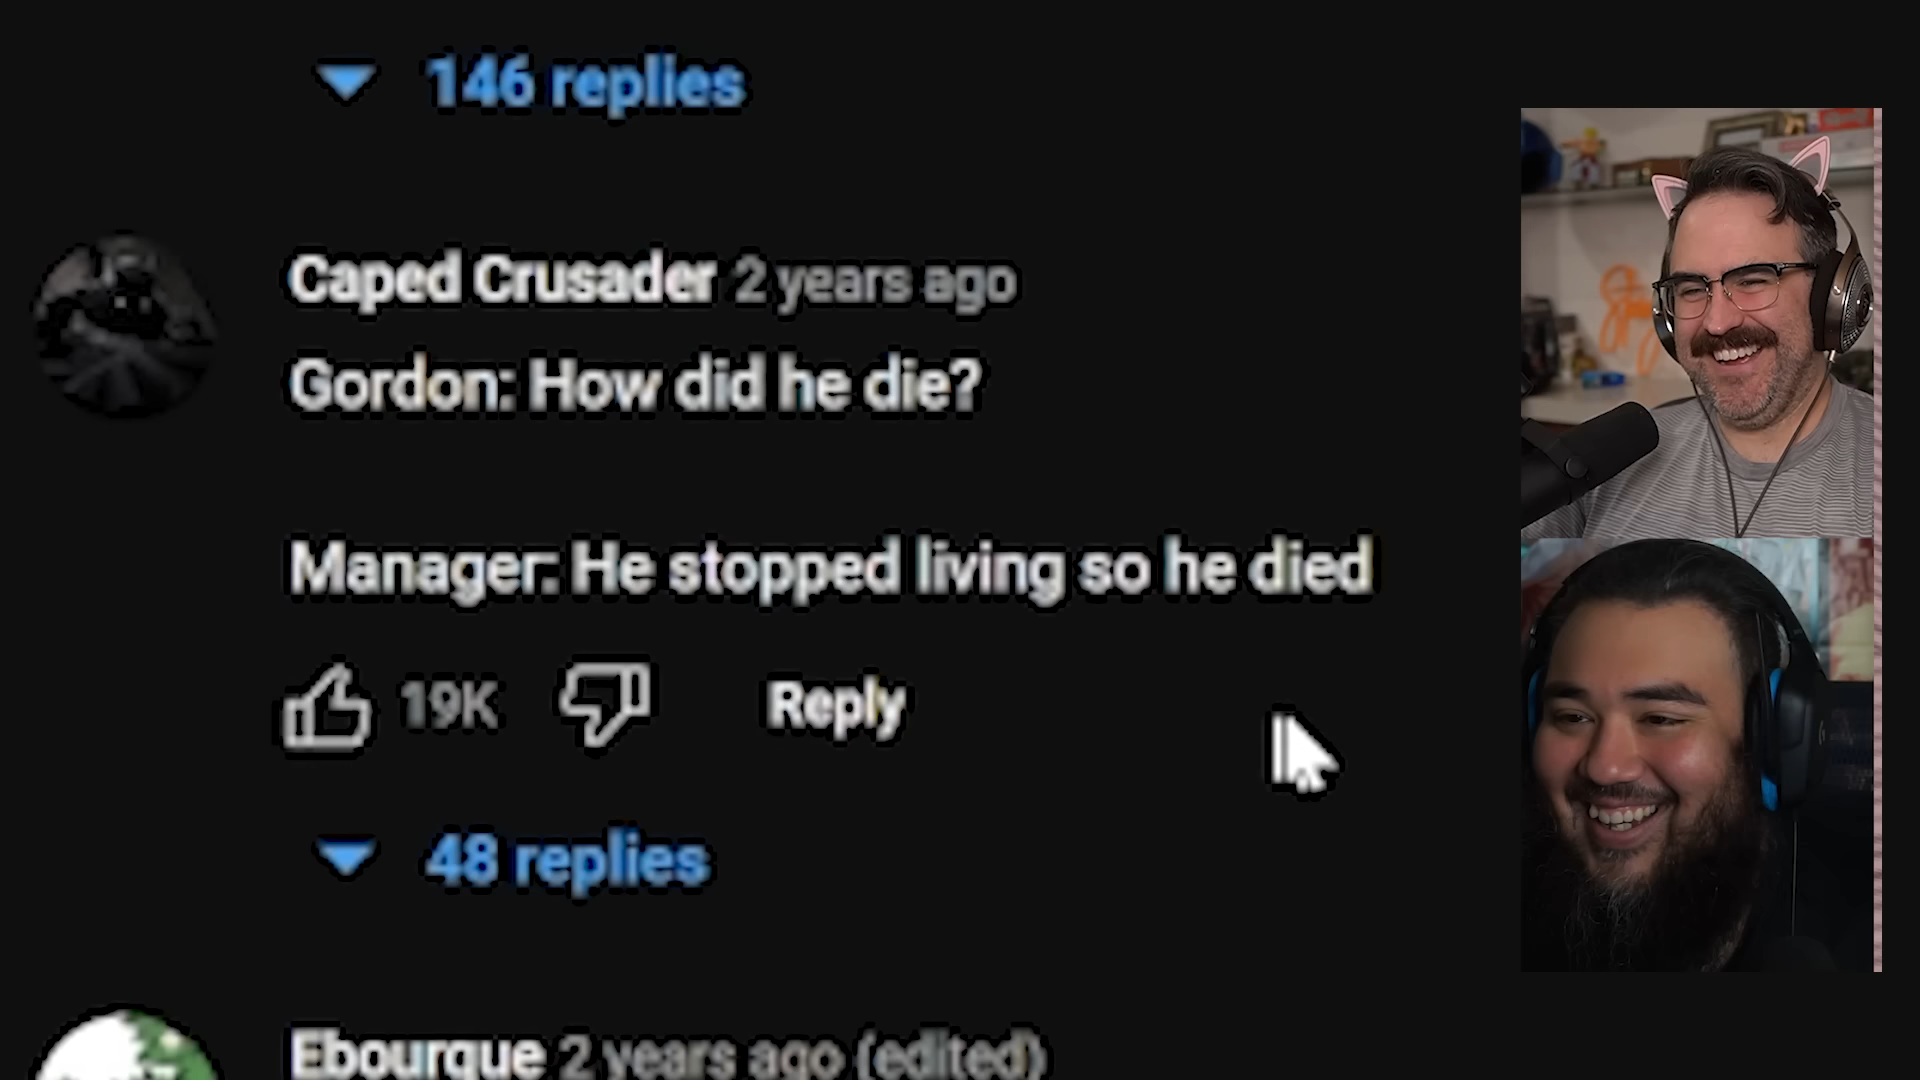 146 replies
Caped Crusader 2 years ago
Gordon: How did he die?
Manager: He stopped living so he died
19K Reply
48 replies
Ebourque 2 years ago (edited)